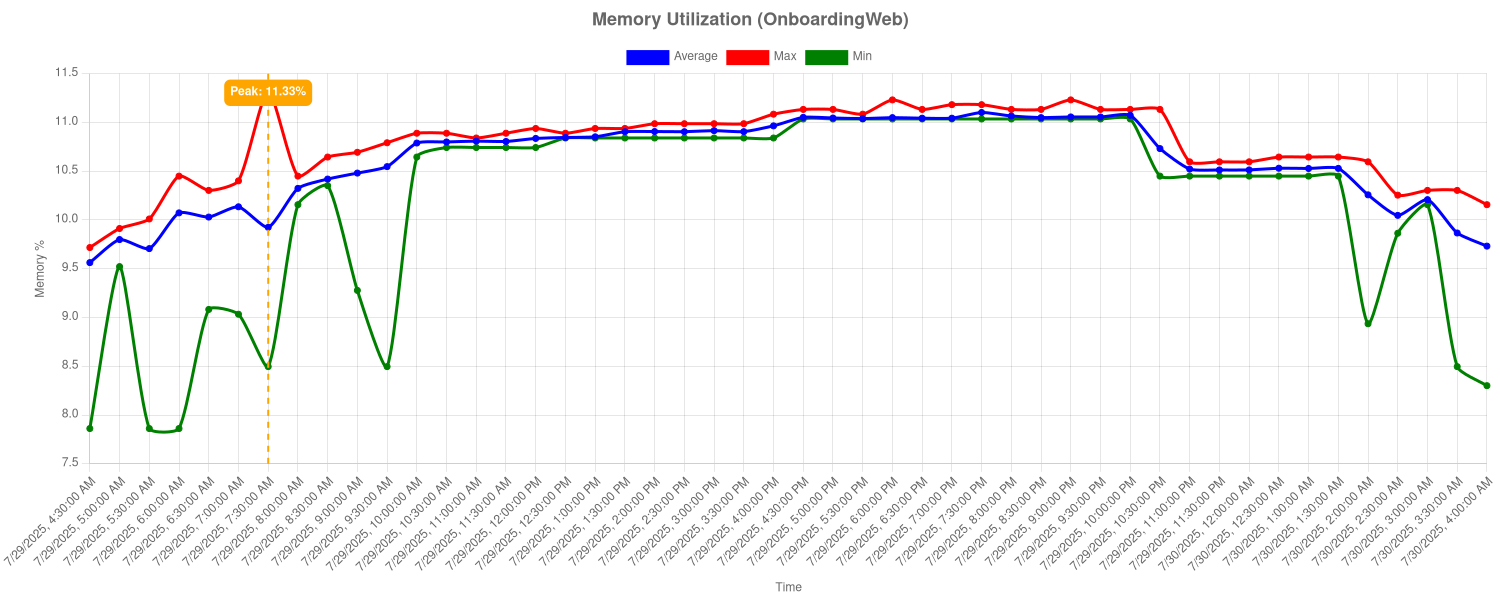 Memory Utilization (OnboardingWeb)
Average Max Min
Peak: 11.33%
11.5
11.0
10.5
10.0
9.5
9.0
8.5
8.0
7.5
Memory %
7/29/2025, 4:30:00 AM
7/29/2025, 5:00:00 AM
7/29/2025, 5:30:00 AM
7/29/2025, 6:00:00 AM
7/29/2025, 6:30:00 AM
7/29/2025, 7:00:00 AM
7/29/2025, 7:30:00 AM
7/29/2025, 8:00:00 AM
7/29/2025, 8:30:00 AM
7/29/2025, 9:00:00 AM
7/29/2025, 9:30:00 AM
7/29/2025, 10:00:00 AM
7/29/2025, 10:30:00 AM
7/29/2025, 11:00:00 AM
7/29/2025, 11:30:00 AM
7/29/2025, 12:00:00 PM
7/29/2025, 12:30:00 PM
7/29/2025, 1:00:00 PM
7/29/2025, 1:30:00 PM
7/29/2025, 2:00:00 PM
7/29/2025, 2:30:00 PM
7/29/2025, 3:00:00 PM
7/29/2025, 3:30:00 PM
7/29/2025, 4:00:00 PM
7/29/2025, 4:30:00 PM
7/29/2025, 5:00:00 PM
7/29/2025, 5:30:00 PM
7/29/2025, 6:00:00 PM
7/29/2025, 6:30:00 PM
7/29/2025, 7:00:00 PM
7/29/2025, 7:30:00 PM
7/29/2025, 8:00:00 PM
7/29/2025, 8:30:00 PM
7/29/2025, 9:00:00 PM
7/29/2025, 9:30:00 PM
7/29/2025, 10:00:00 PM
7/29/2025, 10:30:00 PM
7/29/2025, 11:00:00 PM
7/29/2025, 11:30:00 PM
7/30/2025, 12:00:00 AM
7/30/2025, 12:30:00 AM
7/30/2025, 1:00:00 AM
7/30/2025, 1:30:00 AM
7/30/2025, 2:00:00 AM
7/30/2025, 2:30:00 AM
7/30/2025, 3:00:00 AM
7/30/2025, 3:30:00 AM
7/30/2025, 4:00:00 AM
Time